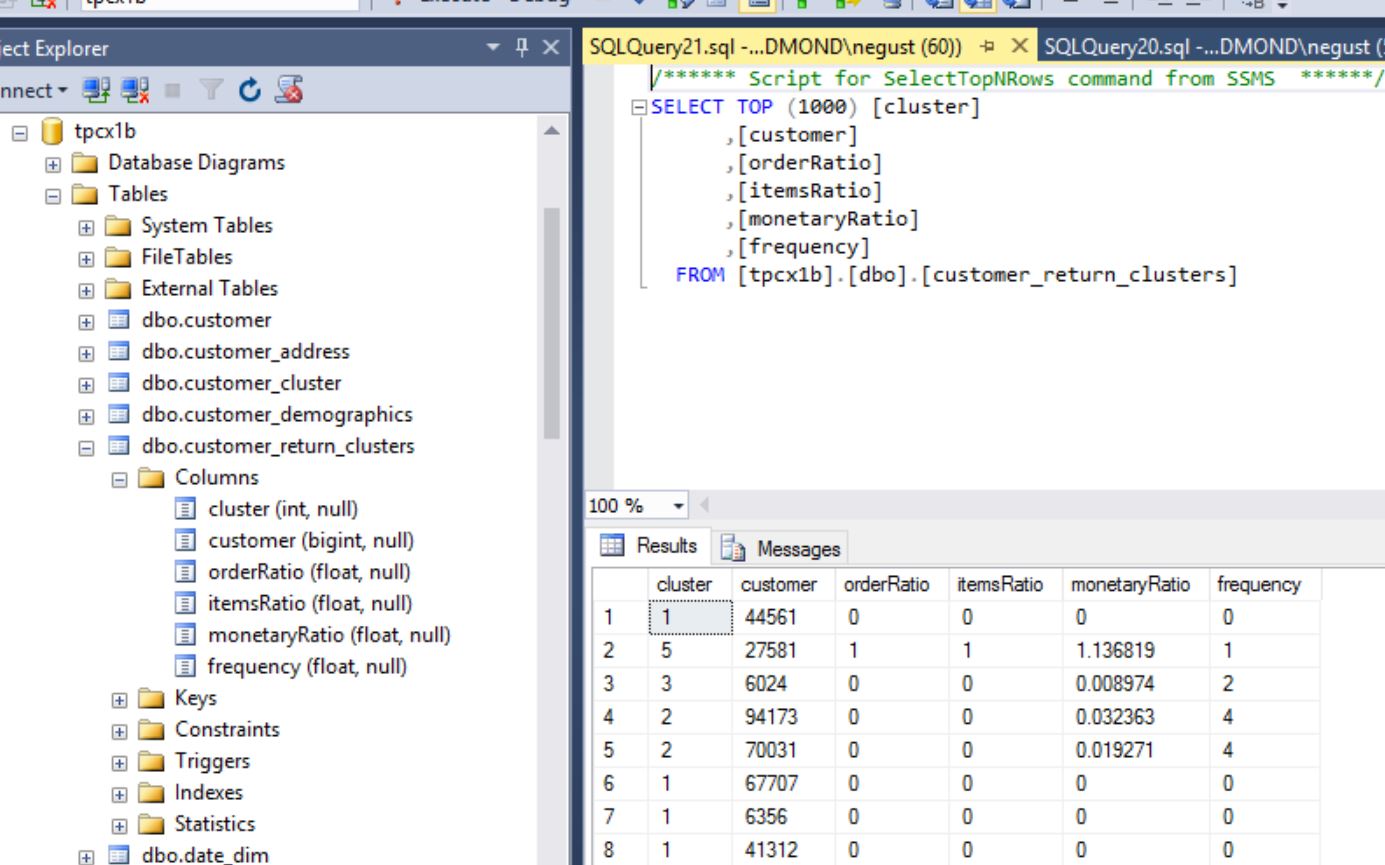 tpcx1b
ject Explorer
nnect
tpcx1b
Database Diagrams
Tables
System Tables
FileTables
External Tables
dbo.customer
dbo.customer_address
dbo.customer_cluster
dbo.customer_demographics
dbo.customer_return_clusters
Columns
cluster (int, null)
customer (bigint, null)
orderRatio (float, null)
itemsRatio (float, null)
monetaryRatio (float, null)
frequency (float, null)
Keys
Constraints
Triggers
Indexes
Statistics
dbo.date_dim
SQLQuery21.sql -...DMOND\negust (60)) SQLQuery20.sql -...DMOND\negust (
/****** Script for SelectTopNRows command from SSMS ******/
SELECT TOP (1000) [cluster]
,[customer]
,[orderRatio]
,[itemsRatio]
,[monetaryRatio]
,[frequency]
FROM [tpcx1b].[dbo].[customer_return_clusters]
100 %
Results Messages
cluster customer orderRatio itemsRatio monetaryRatio frequency
1 1 44561 0 0 0 0
2 5 27581 1 1 1.136819 1
3 3 6024 0 0 0.008974 2
4 2 94173 0 0 0.032363 4
5 2 70031 0 0 0.019271 4
6 1 67707 0 0 0 0
7 1 6356 0 0 0 0
8 1 41312 0 0 0 0